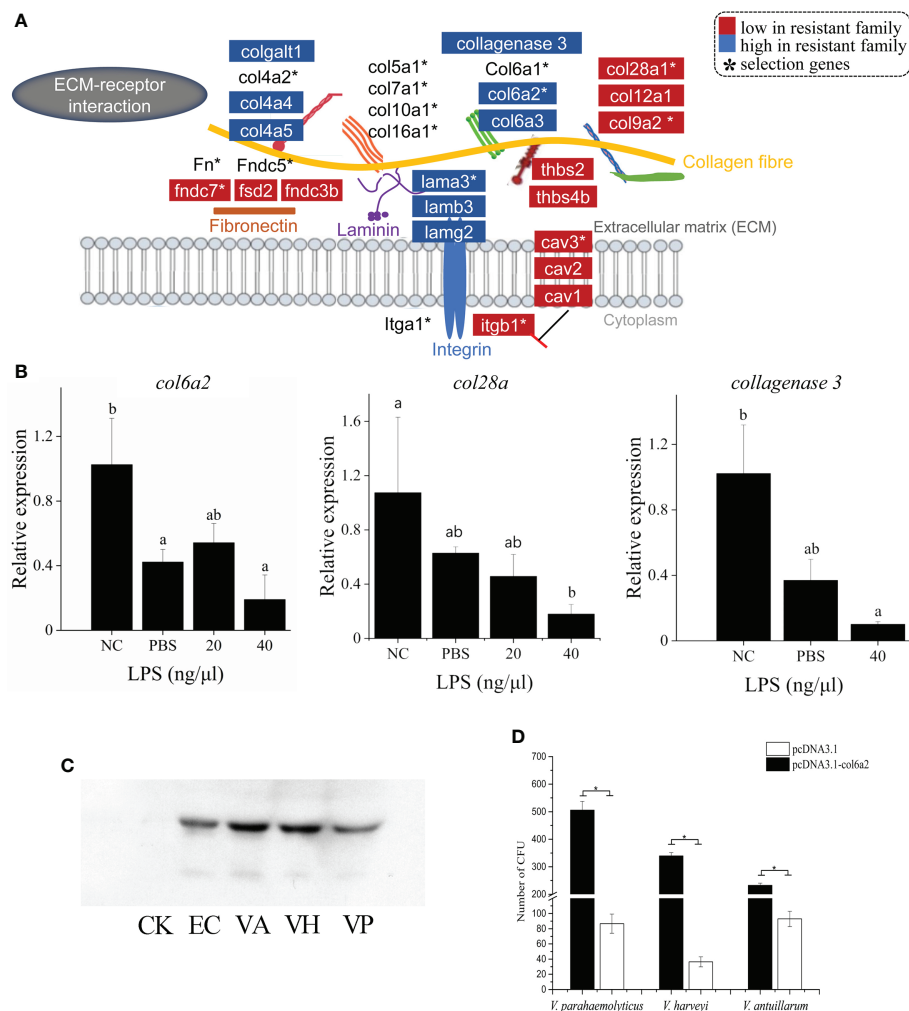 A
low in resistant family
high in resistant family
* selection genes
ECM-receptor
interaction
colgalt1
col4a2*
col4a4
col4a5
Fn*
Fndc5*
fndc7*
fsd2
fndc3b
Fibronectin
col5a1*
col7a1*
col10a1*
col16a1*
Laminin
collagenase 3
Col6a1*
col6a2*
col6a3
col28a1*
col12a1
col9a2 *
Collagen fibre
thbs2
thbs4b
lama3*
lamb3
lamg2
Extracellular matrix (ECM)
cav3*
cav2
cav1
Cytoplasm
Itga1*
itgb1*
Integrin
B
col6a2
Relative expression
1.2
0.8
0.4
0
b
a
ab
a
NC PBS 20 40
LPS (ng/μl)
col28a
Relative expression
1.6
1.2
0.8
0.4
0
a
ab
ab
b
NC PBS 20 40
LPS (ng/μl)
collagenase 3
Relative expression
1.2
0.8
0.4
0
b
ab
a
NC PBS 40
LPS (ng/μl)
C
CK EC VA VH VP
D
pcDNA3.1
pcDNA3.1-col6a2
Number of CFU
700
600
500
400
300
200
100
80
60
40
20
0
*
*
*
V. parahaemolyticus V. harveyi V. antuillarum